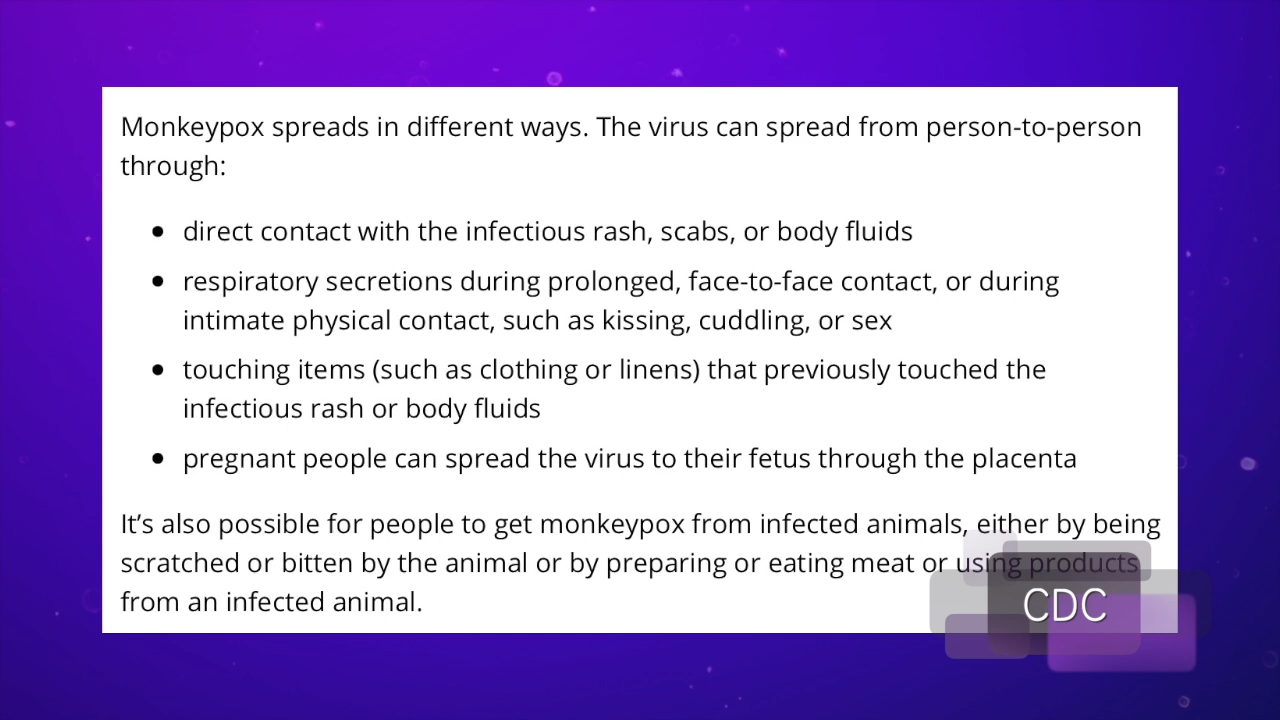 Monkeypox spreads in different ways. The virus can spread from person-to-person
through:
• direct contact with the infectious rash, scabs, or body fluids
• respiratory secretions during prolonged, face-to-face contact, or during
intimate physical contact, such as kissing, cuddling, or sex
• touching items (such as clothing or linens) that previously touched the
infectious rash or body fluids
• pregnant people can spread the virus to their fetus through the placenta
It’s also possible for people to get monkeypox from infected animals, either by being
scratched or bitten by the animal or by preparing or eating meat or using products
from an infected animal.
CDC